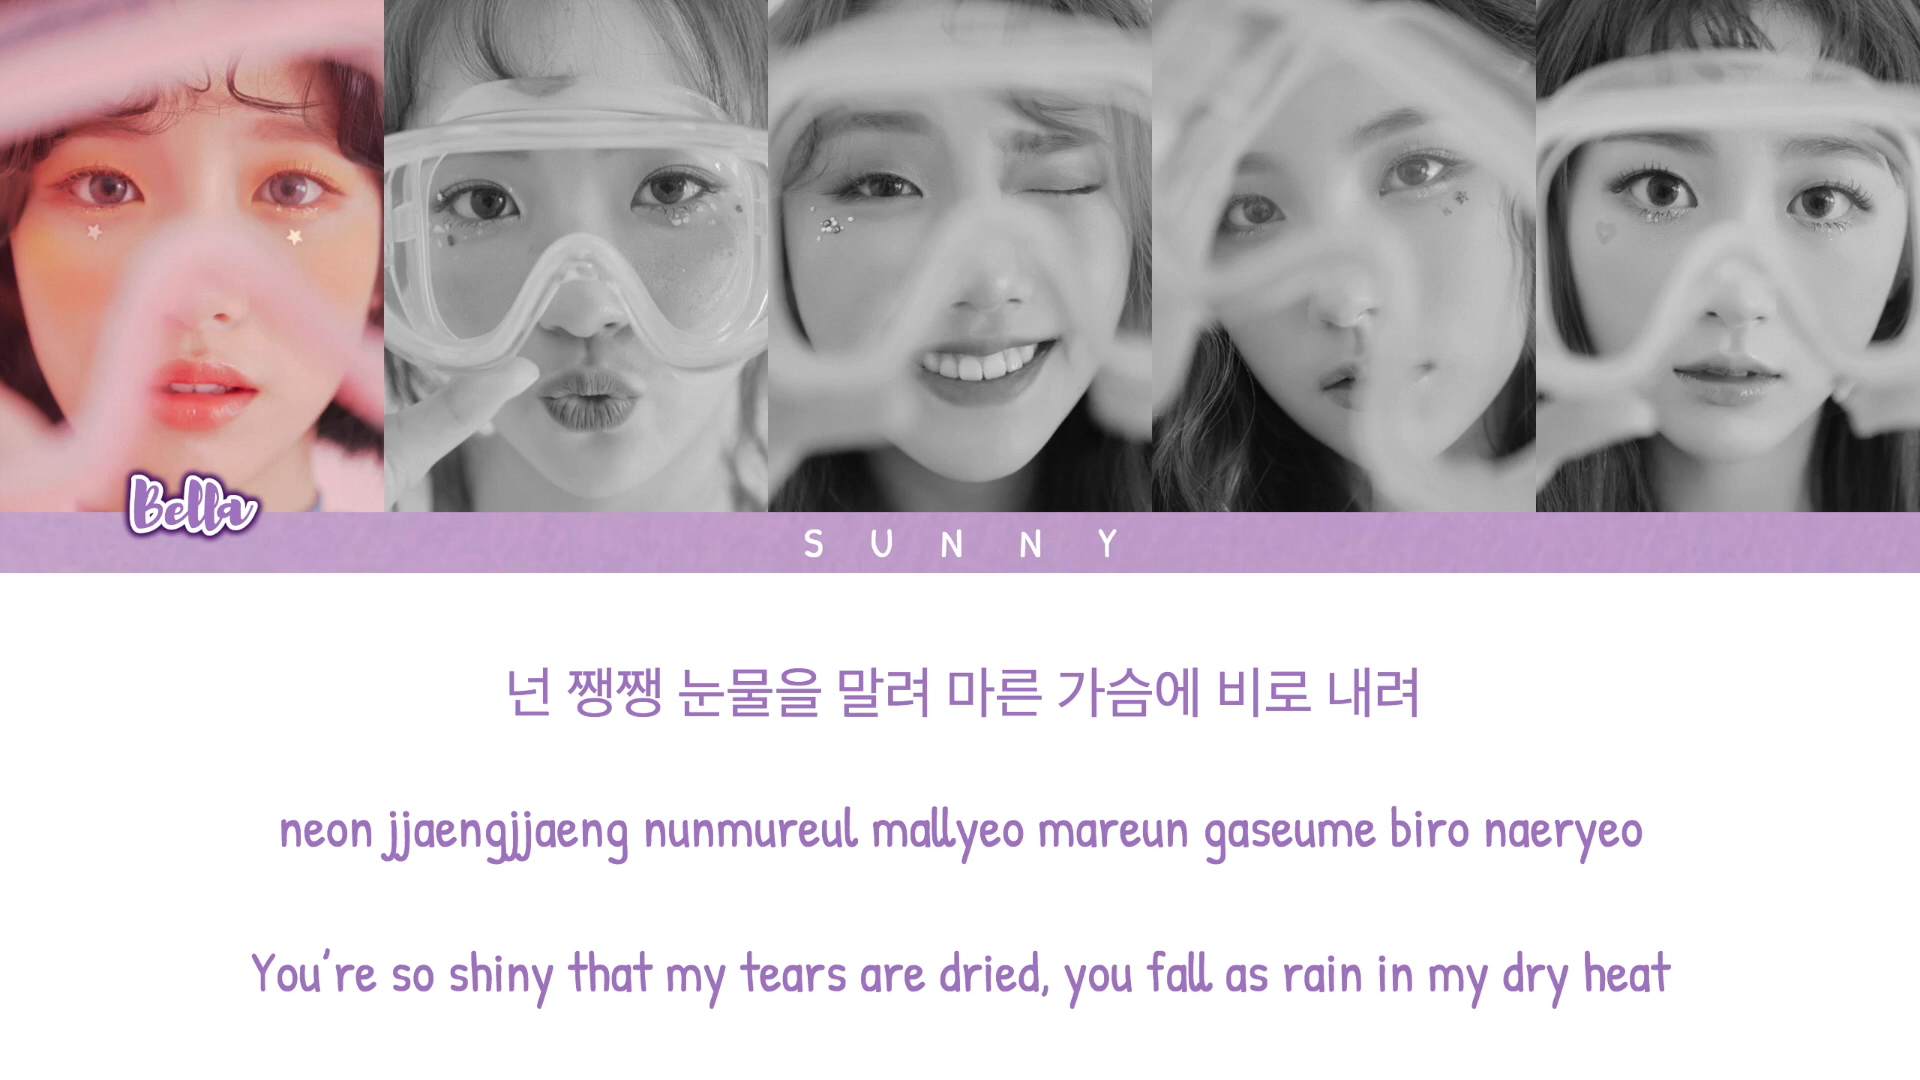 Bella
SUNNY
넌 쨍쨍 눈물을 말려 마른 가슴에 비로 내려
neon jjaengjjaeng nunmureul mallyeo mareun gaseume biro naeryeo
You're so shiny that my tears are dried, you fall as rain in my dry heat